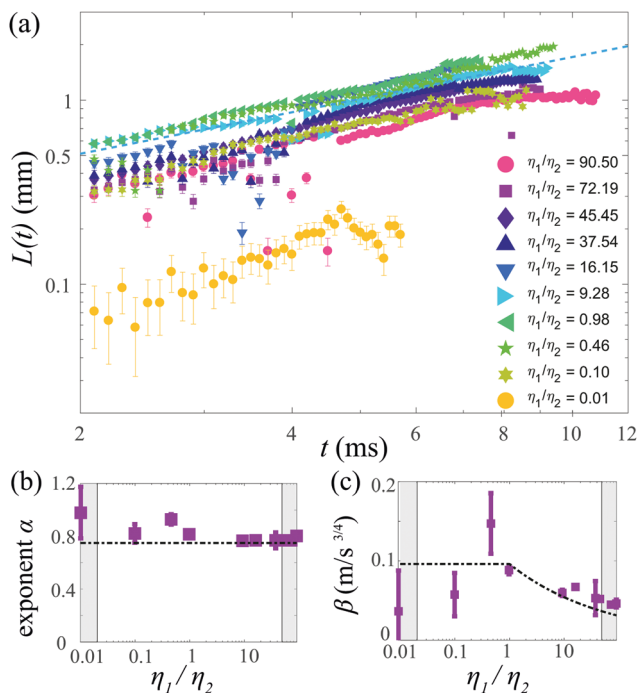 (a)
L(t) (mm)
1
0.5
0.1
η1/η2 = 90.50
η1/η2 = 72.19
η1/η2 = 45.45
η1/η2 = 37.54
η1/η2 = 16.15
η1/η2 = 9.28
η1/η2 = 0.98
η1/η2 = 0.46
η1/η2 = 0.10
η1/η2 = 0.01
2 4 6 8 10 12
t (ms)
(b)
exponent α
1.2
0.8
0.4
0
0.01 0.1 1 10
η1/η2
(c)
β (m/s 3/4)
0.2
0.1
0
0.01 0.1 1 10
η1/η2